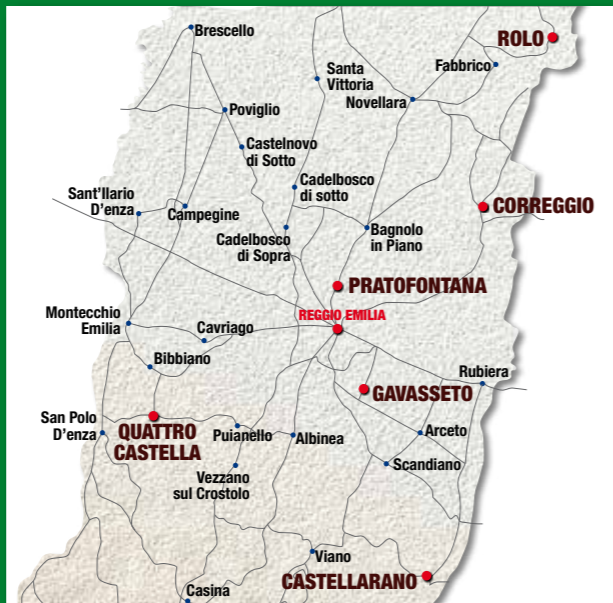 Brescello
ROLO
Fabbrico
Santa
Vittoria
Novellara
Poviglio
Castelnovo
di Sotto
Cadelbosco
di sotto
Sant'Ilario
D'enza
Campegine
CORREGGIO
Cadelbosco
di Sopra
Bagnolo
in Piano
PRATOFONTANA
REGGIO EMILIA
Montecchio
Emilia
Cavriago
Bibbiano
Rubiera
GAVASSETO
San Polo
D'enza
QUATTRO
CASTELLA
Puianello
Albinea
Arceto
Scandiano
Vezzano
sul Crostolo
Viano
CASTELLARANO
Casina